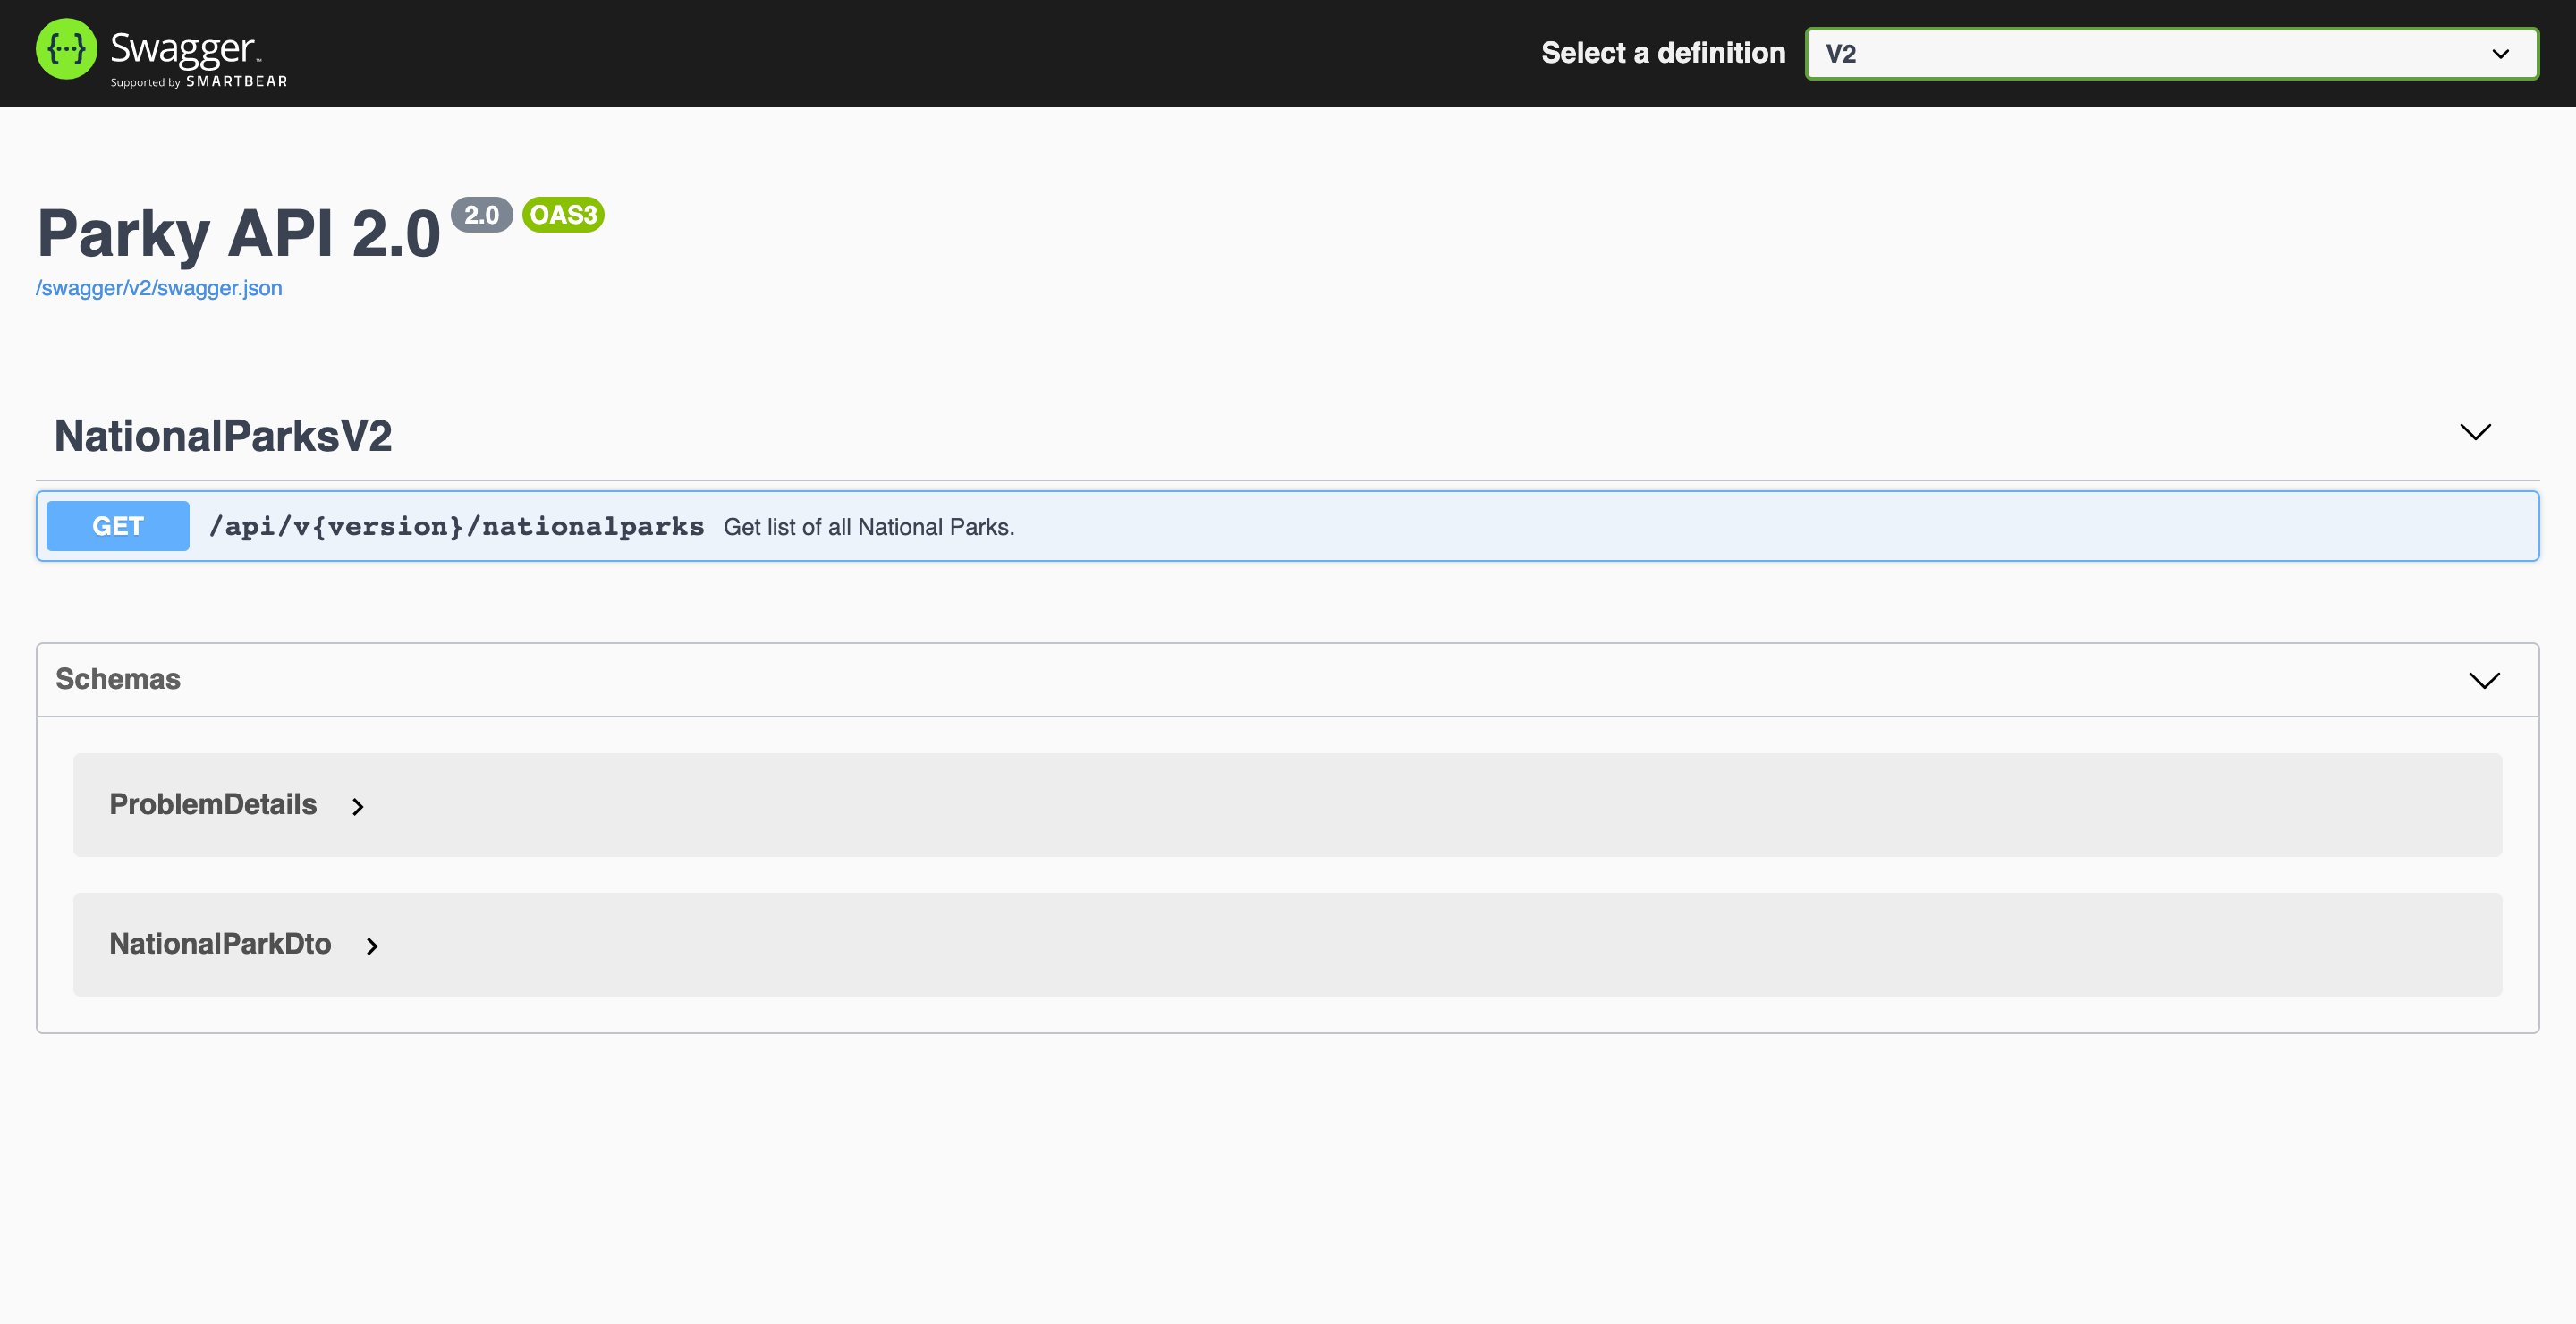 {...} Swagger™
Supported by SMARTBEAR
Select a definition V2
Parky API 2.0 2.0 OAS3
/swagger/v2/swagger.json
NationalParksV2
GET /api/v{version}/nationalparks Get list of all National Parks.
Schemas
ProblemDetails
NationalParkDto